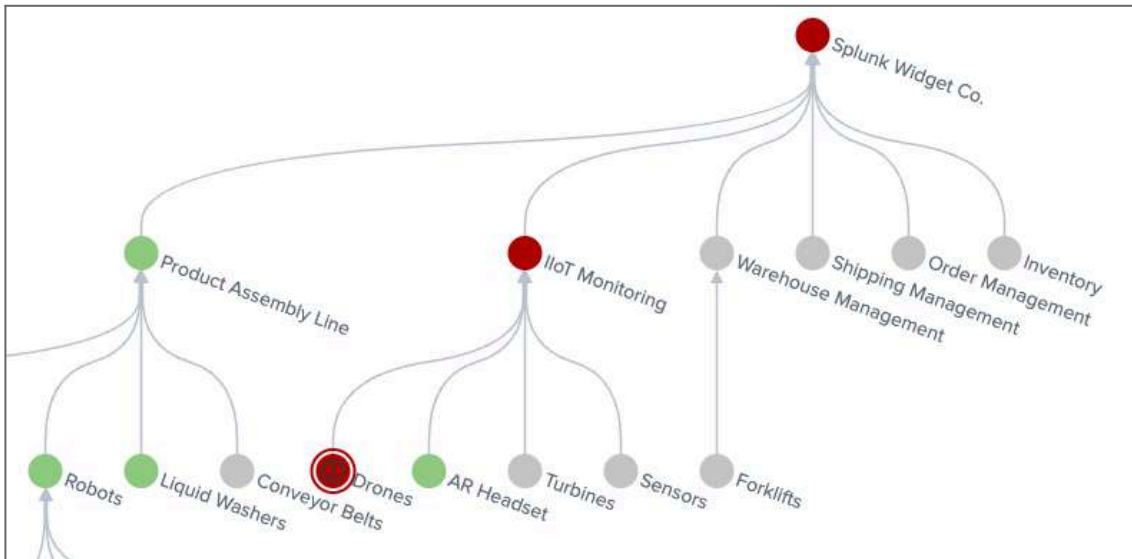 Splunk Widget Co.
Product Assembly Line
IIoT Monitoring
Warehouse Management
Shipping Management
Order Management
Inventory
Robots
Liquid Washers
Conveyor Belts
Drones
AR Headset
Turbines
Sensors
Forklifts